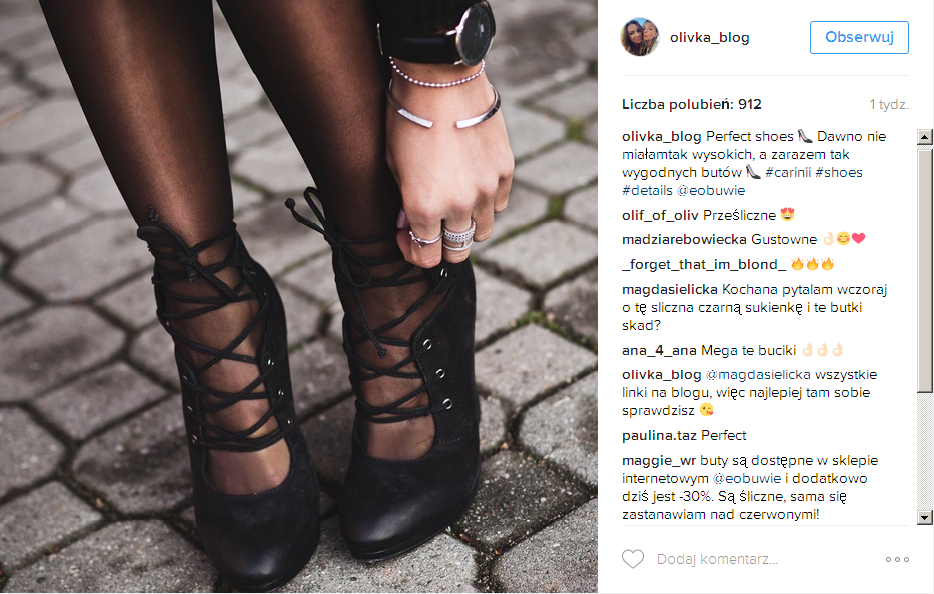 olivka_blog
Obserwuj
Liczba polubień: 912
1 tydz.
olivka_blog Perfect shoes 👠 Dawno nie
miałamtak wysokich, a zarazem tak
wygodnych butów 👠 #carinii #shoes
#details @eobuwie
olif_of_oliv Prześliczne 😍
madziarebowiecka Gustowne 👌🏻😊❤
_forget_that_im_blond_ 🔥🔥🔥
magdasielicka Kochana pytalam wczoraj
o tę sliczna czarną sukienkę i te butki
skad?
ana_4_ana Mega te buciki 👌🏻👌🏻👌🏻
olivka_blog @magdasielicka wszystkie
linki na blogu, więc najlepiej tam sobie
sprawdzisz 😘
paulina.taz Perfect
maggie_wr buty są dostępne w sklepie
internetowym @eobuwie i dodatkowo
dziś jest -30%. Są śliczne, sama się
zastanawiam nad czerwonymi!
Dodaj komentarz...